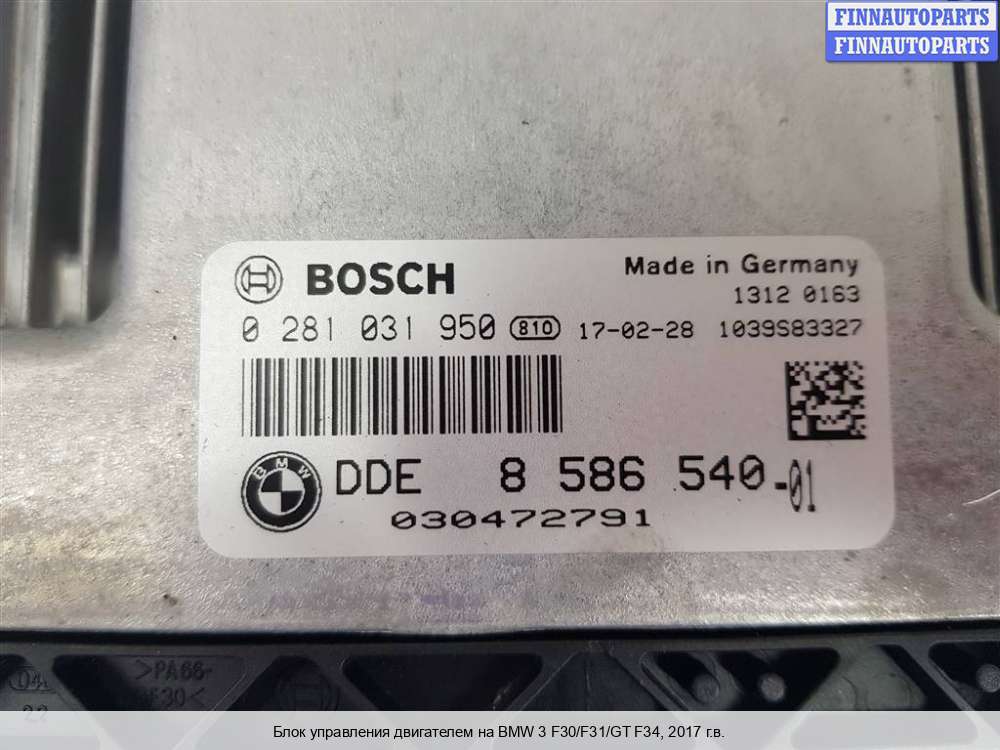 FINNAUTOPARTS
FINNAUTOPARTS
BOSCH
Made in Germany
1312 0163
0 281 031 950 810 17-02-28 1039S83327
BMW
DDE 8 586 540-01
030472791
>PA66-
Блок управления двигателем на BMW 3 F30/F31/GT F34, 2017 г.в.